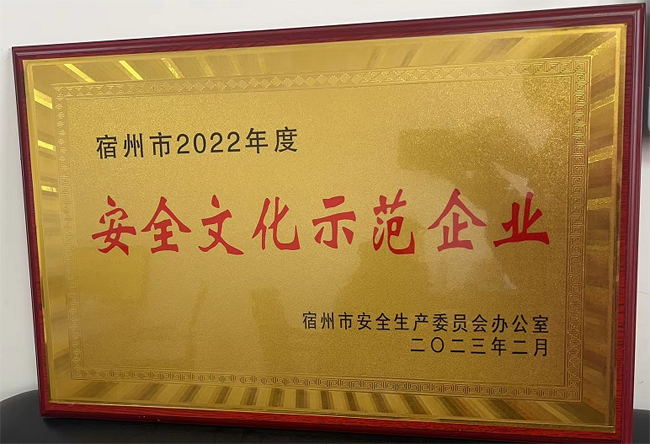 宿州市2022年度
安全文化示范企业
宿州市安全生产委员会办公室
二〇二三年二月